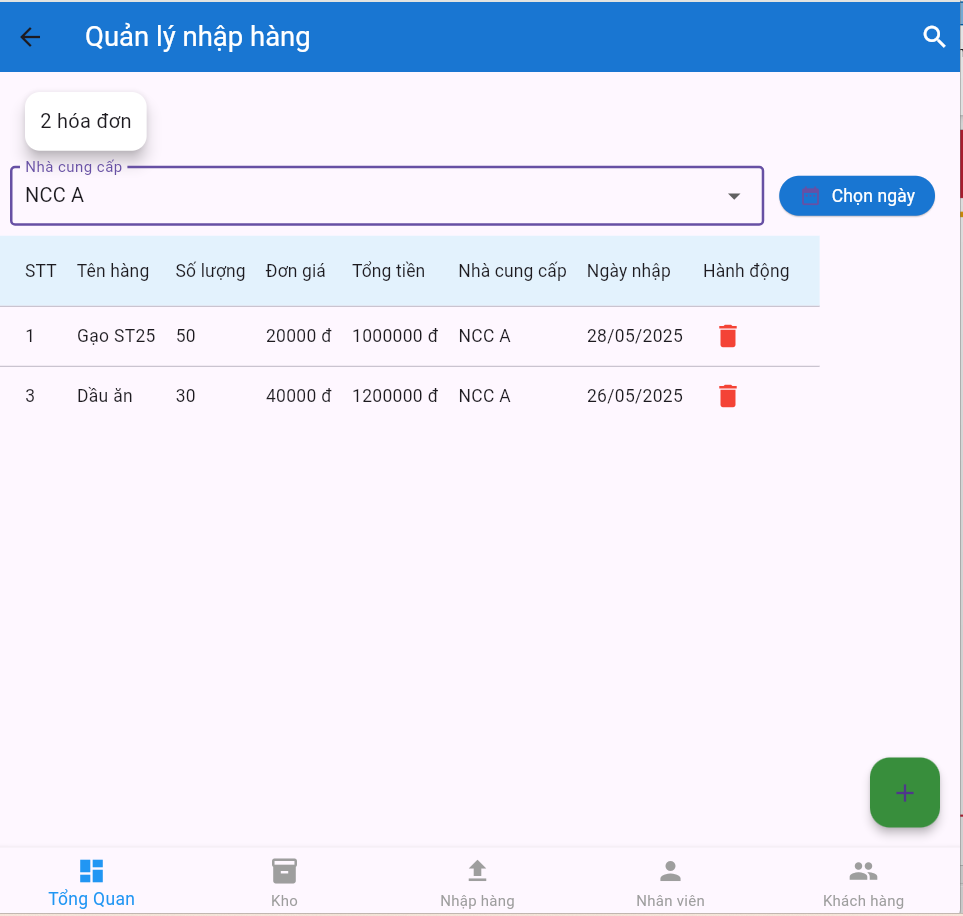 Quản lý nhập hàng
2 hóa đơn
Nhà cung cấp
NCC A
Chọn ngày
STT Tên hàng Số lượng Đơn giá Tổng tiền Nhà cung cấp Ngày nhập Hành động
1 Gạo ST25 50 20000 đ 1000000 đ NCC A 28/05/2025
3 Dầu ăn 30 40000 đ 1200000 đ NCC A 26/05/2025
Tổng Quan Kho Nhập hàng Nhân viên Khách hàng